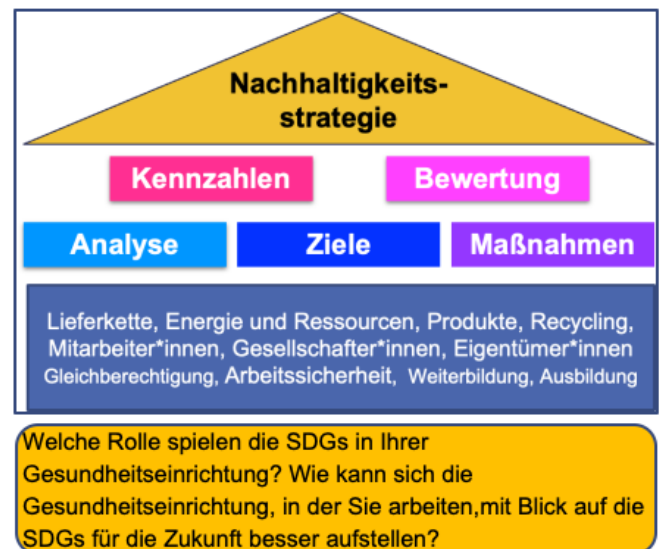 Nachhaltigkeits-
strategie
Kennzahlen
Bewertung
Analyse
Ziele
Maßnahmen
Lieferkette, Energie und Ressourcen, Produkte, Recycling,
Mitarbeiter*innen, Gesellschafter*innen, Eigentümer*innen
Gleichberechtigung, Arbeitssicherheit, Weiterbildung, Ausbildung
Welche Rolle spielen die SDGs in Ihrer
Gesundheitseinrichtung? Wie kann sich die
Gesundheitseinrichtung, in der Sie arbeiten,mit Blick auf die
SDGs für die Zukunft besser aufstellen?